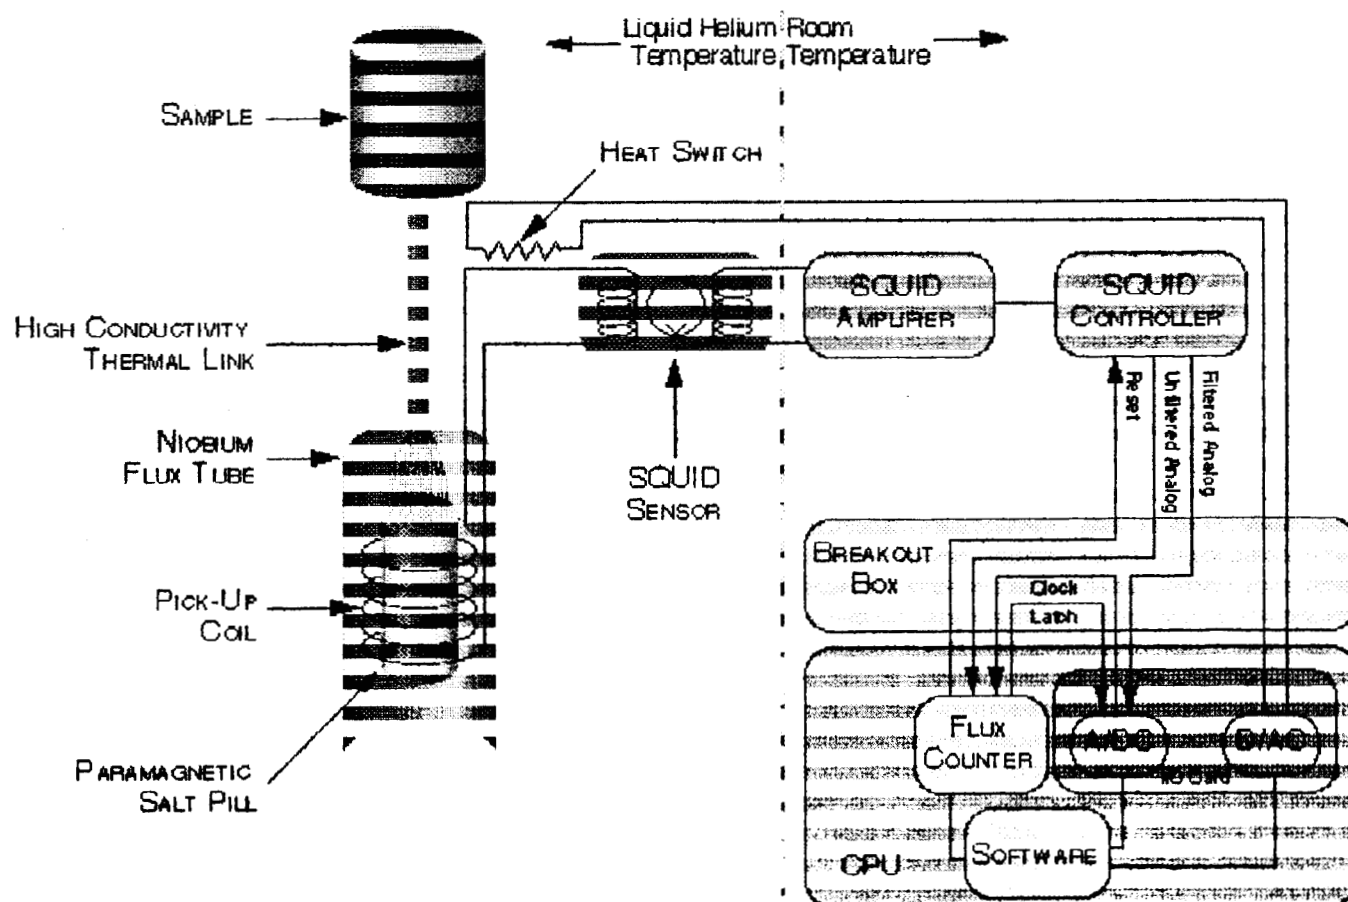 Liquid Helium Room
Temperature Temperature
SAMPLE
HEAT SWITCH
SQUID
AMPLIFIER
SQUID
CONTROLLER
HIGH CONDUCTIVITY
THERMAL LINK
Reset
Unfiltered Analog
Filtered Analog
NIOBIUM
FLUX TUBE
SQUID
SENSOR
BREAKOUT
BOX
Clock
Latch
PICK-UP
COIL
FLUX
COUNTER
A/DC
D/AC
PARAMAGNETIC
SALT PILL
SOFTWARE
CPU